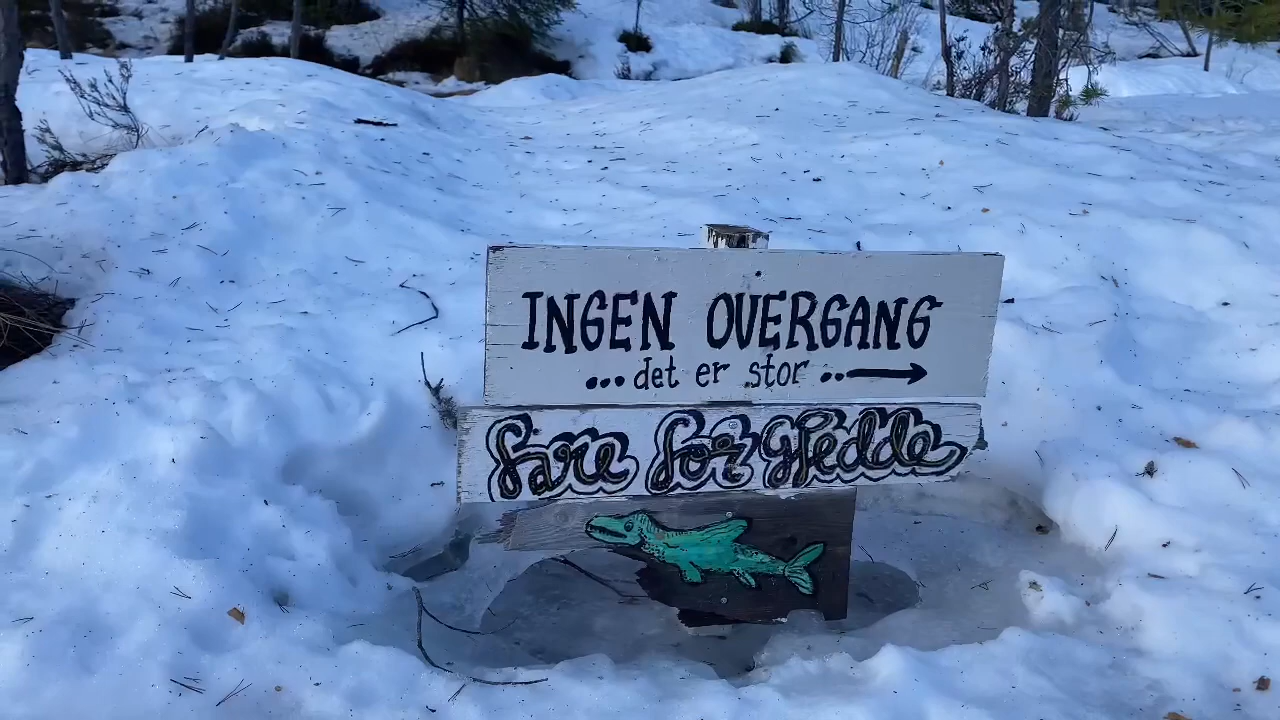 INGEN OVERGANG
...det er stor ..→
fare for gjedde